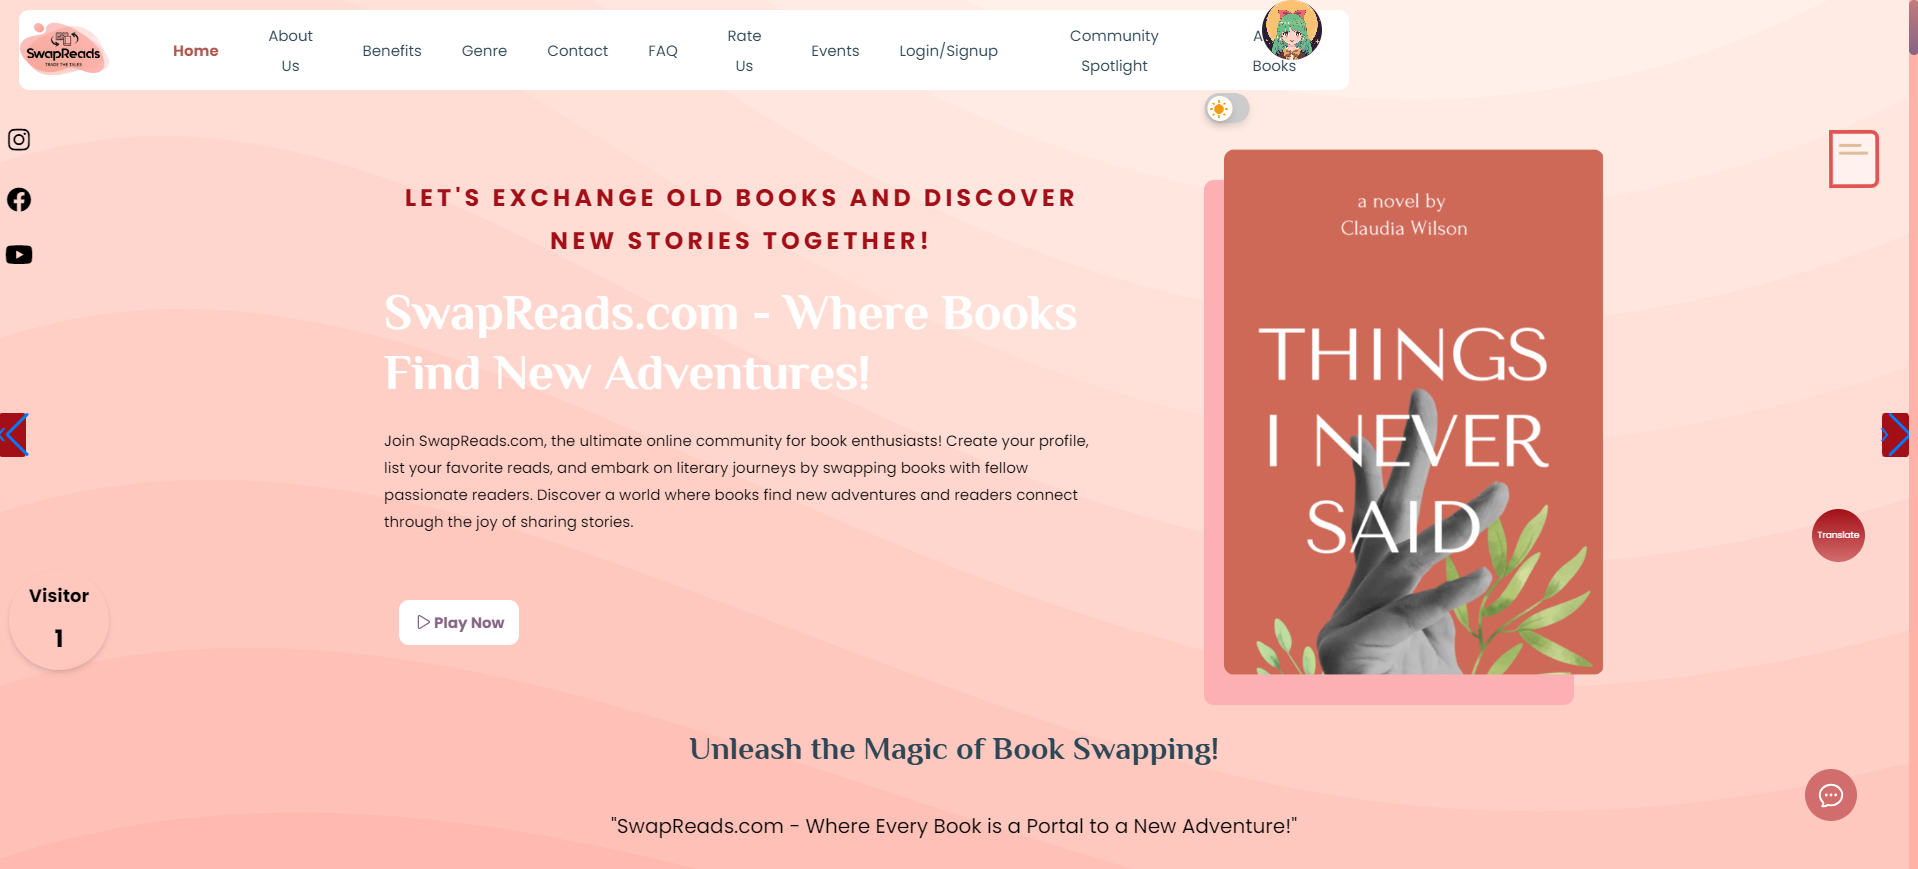 SwapReads
TRADE THE TALES
Home
About
Us
Benefits
Genre
Contact
FAQ
Rate
Us
Events
Login/Signup
Community
Spotlight
Books
LET'S EXCHANGE OLD BOOKS AND DISCOVER
NEW STORIES TOGETHER!
SwapReads.com - Where Books
Find New Adventures!
Join SwapReads.com, the ultimate online community for book enthusiasts! Create your profile,
list your favorite reads, and embark on literary journeys by swapping books with fellow
passionate readers. Discover a world where books find new adventures and readers connect
through the joy of sharing stories.
Play Now
a novel by
Claudia Wilson
THINGS
I NEVER
SAID
Translate
Visitor
1
Unleash the Magic of Book Swapping!
"SwapReads.com - Where Every Book is a Portal to a New Adventure!"